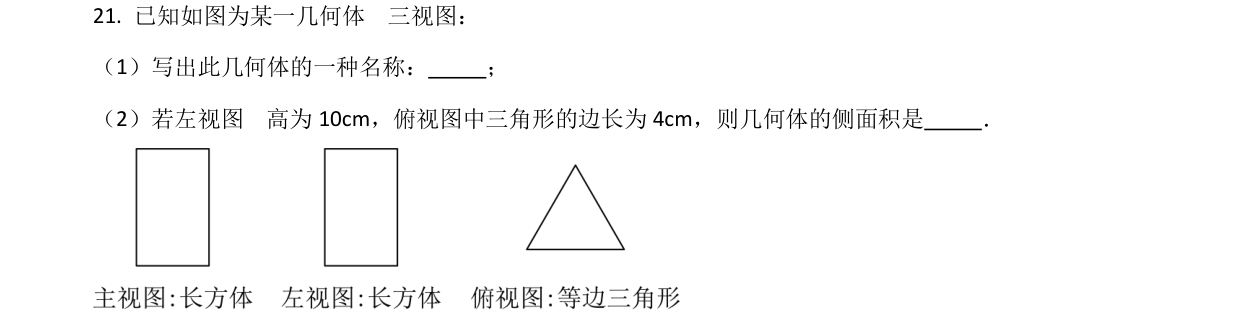 21. 已知如图为某一几何体　三视图：
（1）写出此几何体的一种名称：_____；
（2）若左视图　高为 10cm，俯视图中三角形的边长为 4cm，则几何体的侧面积是_____．
主视图:长方体　左视图:长方体　俯视图:等边三角形